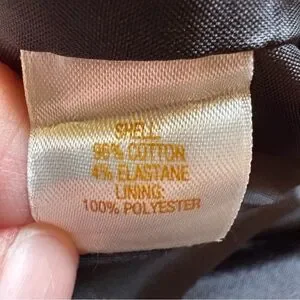 SHELL:
96% COTTON
4% ELASTANE
LINING:
100% POLYESTER